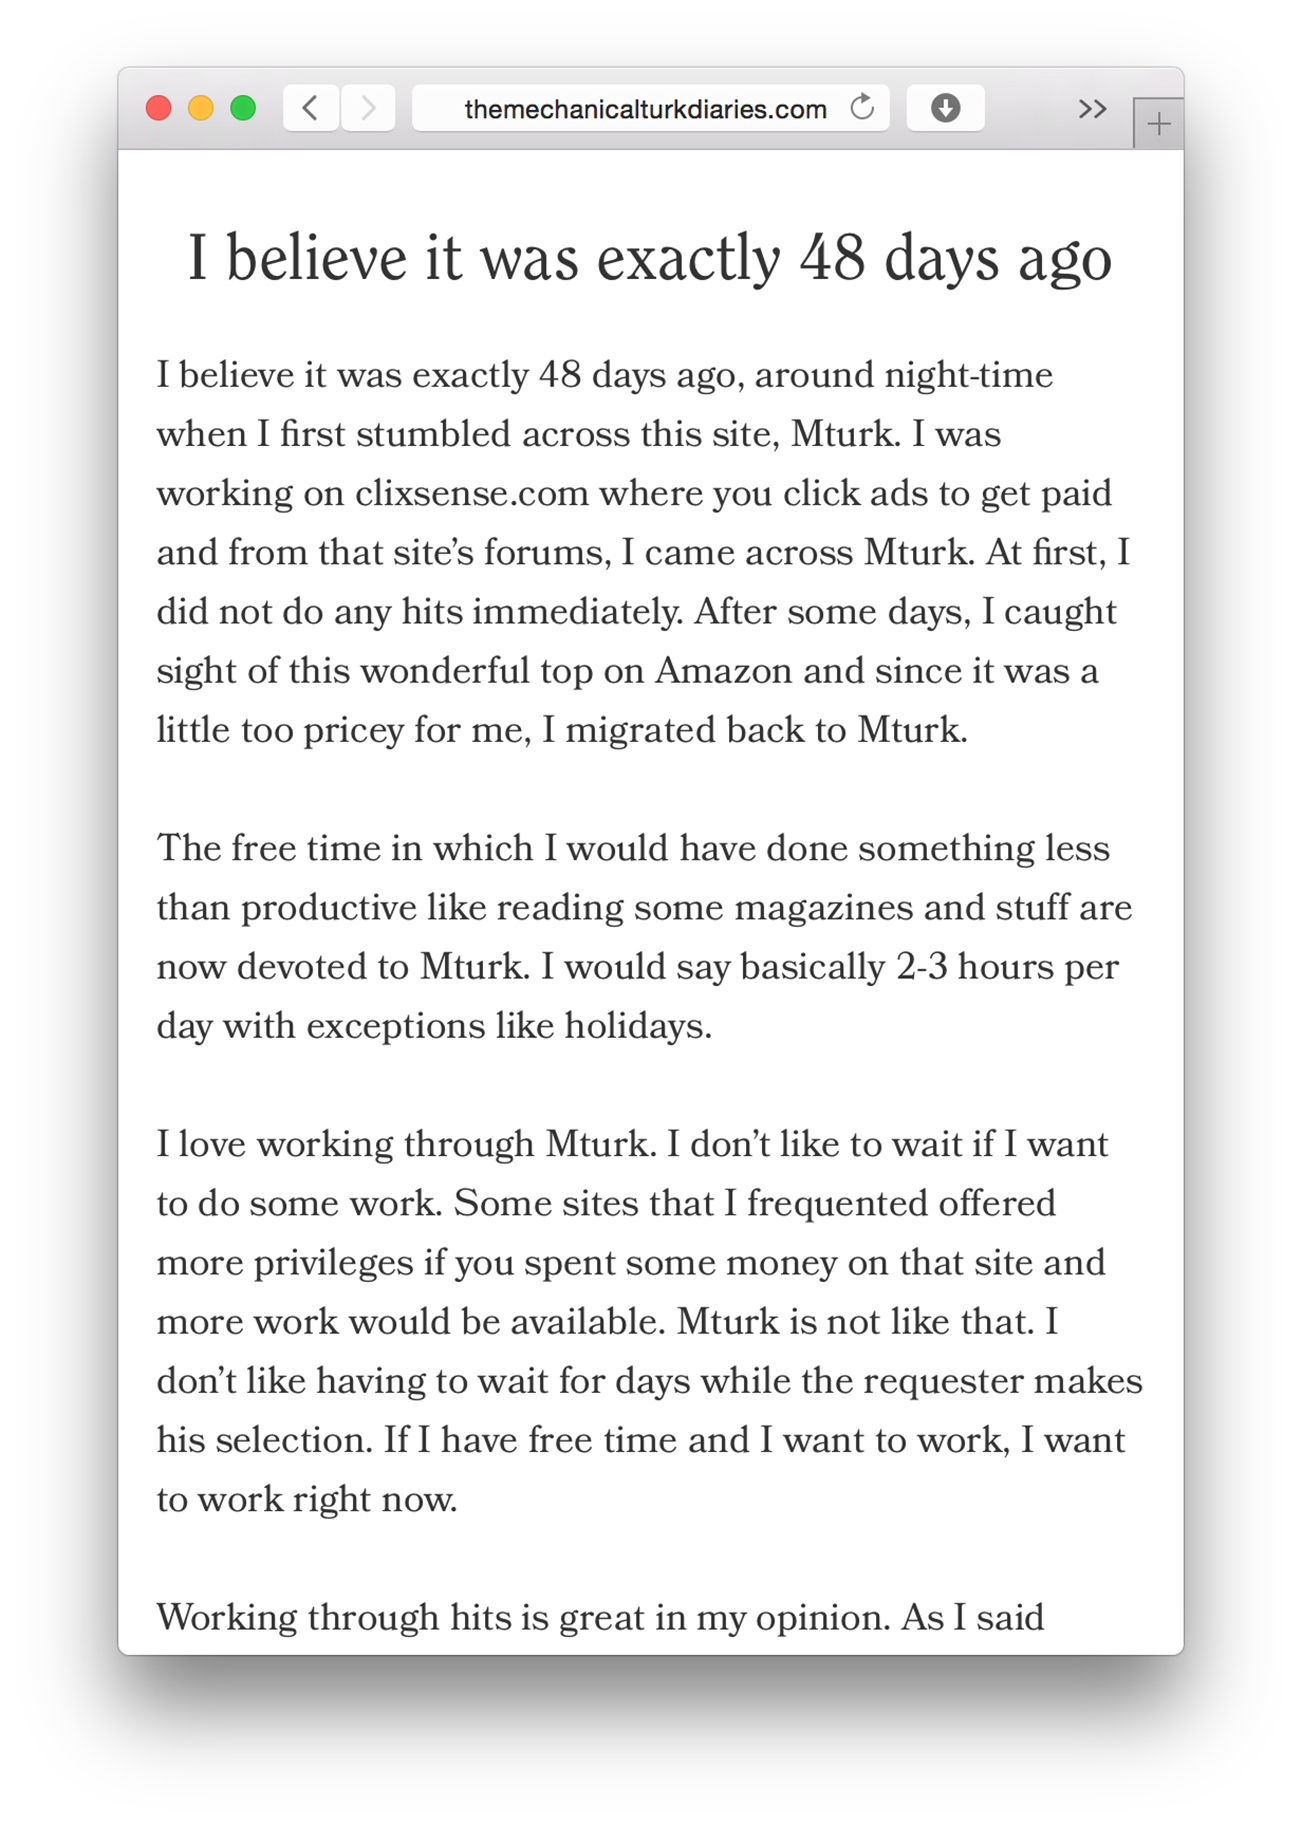 themechanicalturkdiaries.com
I believe it was exactly 48 days ago
I believe it was exactly 48 days ago, around night-time
when I first stumbled across this site, Mturk. I was
working on clixsense.com where you click ads to get paid
and from that site’s forums, I came across Mturk. At first, I
did not do any hits immediately. After some days, I caught
sight of this wonderful top on Amazon and since it was a
little too pricey for me, I migrated back to Mturk.
The free time in which I would have done something less
than productive like reading some magazines and stuff are
now devoted to Mturk. I would say basically 2-3 hours per
day with exceptions like holidays.
I love working through Mturk. I don’t like to wait if I want
to do some work. Some sites that I frequented offered
more privileges if you spent some money on that site and
more work would be available. Mturk is not like that. I
don’t like having to wait for days while the requester makes
his selection. If I have free time and I want to work, I want
to work right now.
Working through hits is great in my opinion. As I said